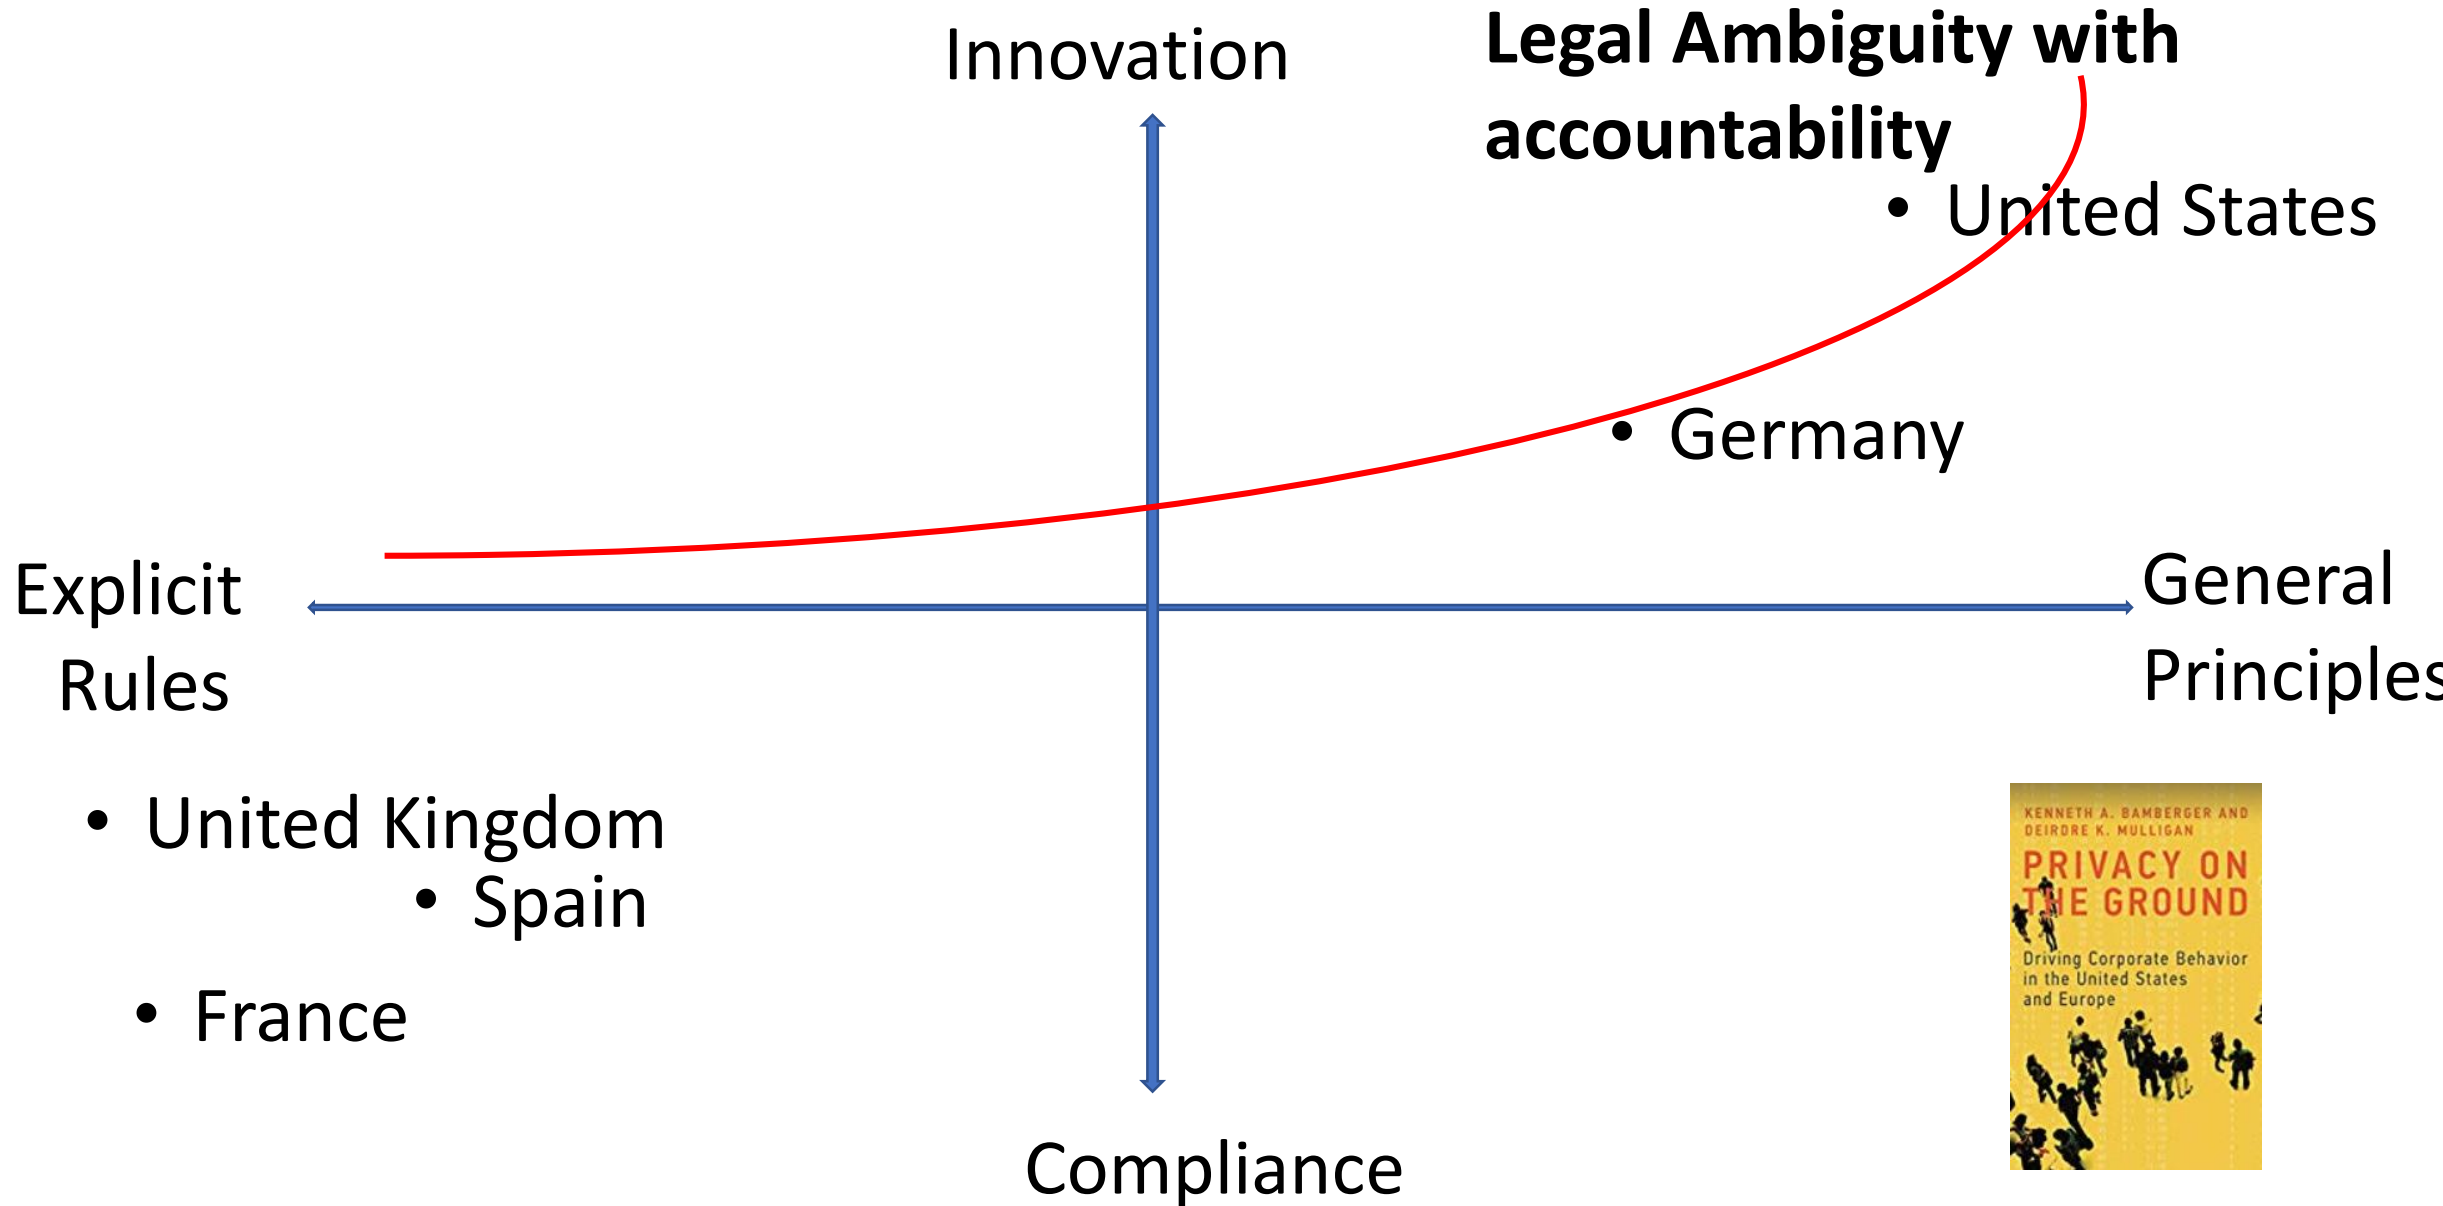 Innovation
Legal Ambiguity with
accountability
• United States
• Germany
Explicit
Rules
General
Principles
• United Kingdom
• Spain
• France
Compliance
KENNETH A. BAMBERGER AND
DEIRDRE K. MULLIGAN
PRIVACY ON
THE GROUND
Driving Corporate Behavior
in the United States
and Europe